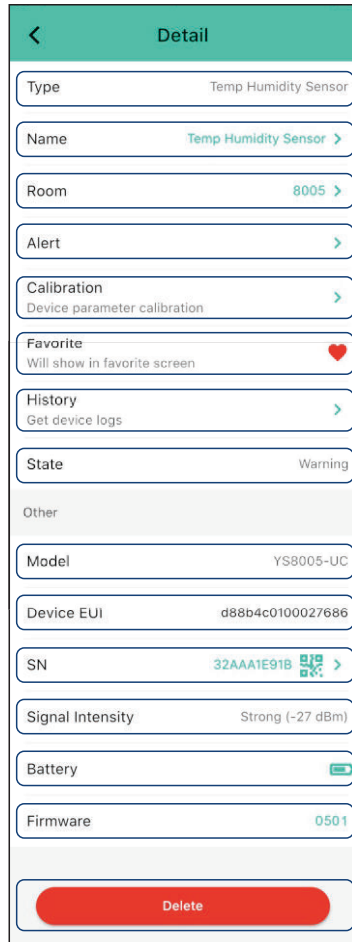 Detail
Type Temp Humidity Sensor
Name Temp Humidity Sensor >
Room 8005 >
Alert >
Calibration
Device parameter calibration >
Favorite
Will show in favorite screen
History
Get device logs >
State Warning
Other
Model YS8005-UC
Device EUI d88b4c0100027686
SN 32AAA1E91B >
Signal Intensity Strong (-27 dBm)
Battery
Firmware 0501
Delete